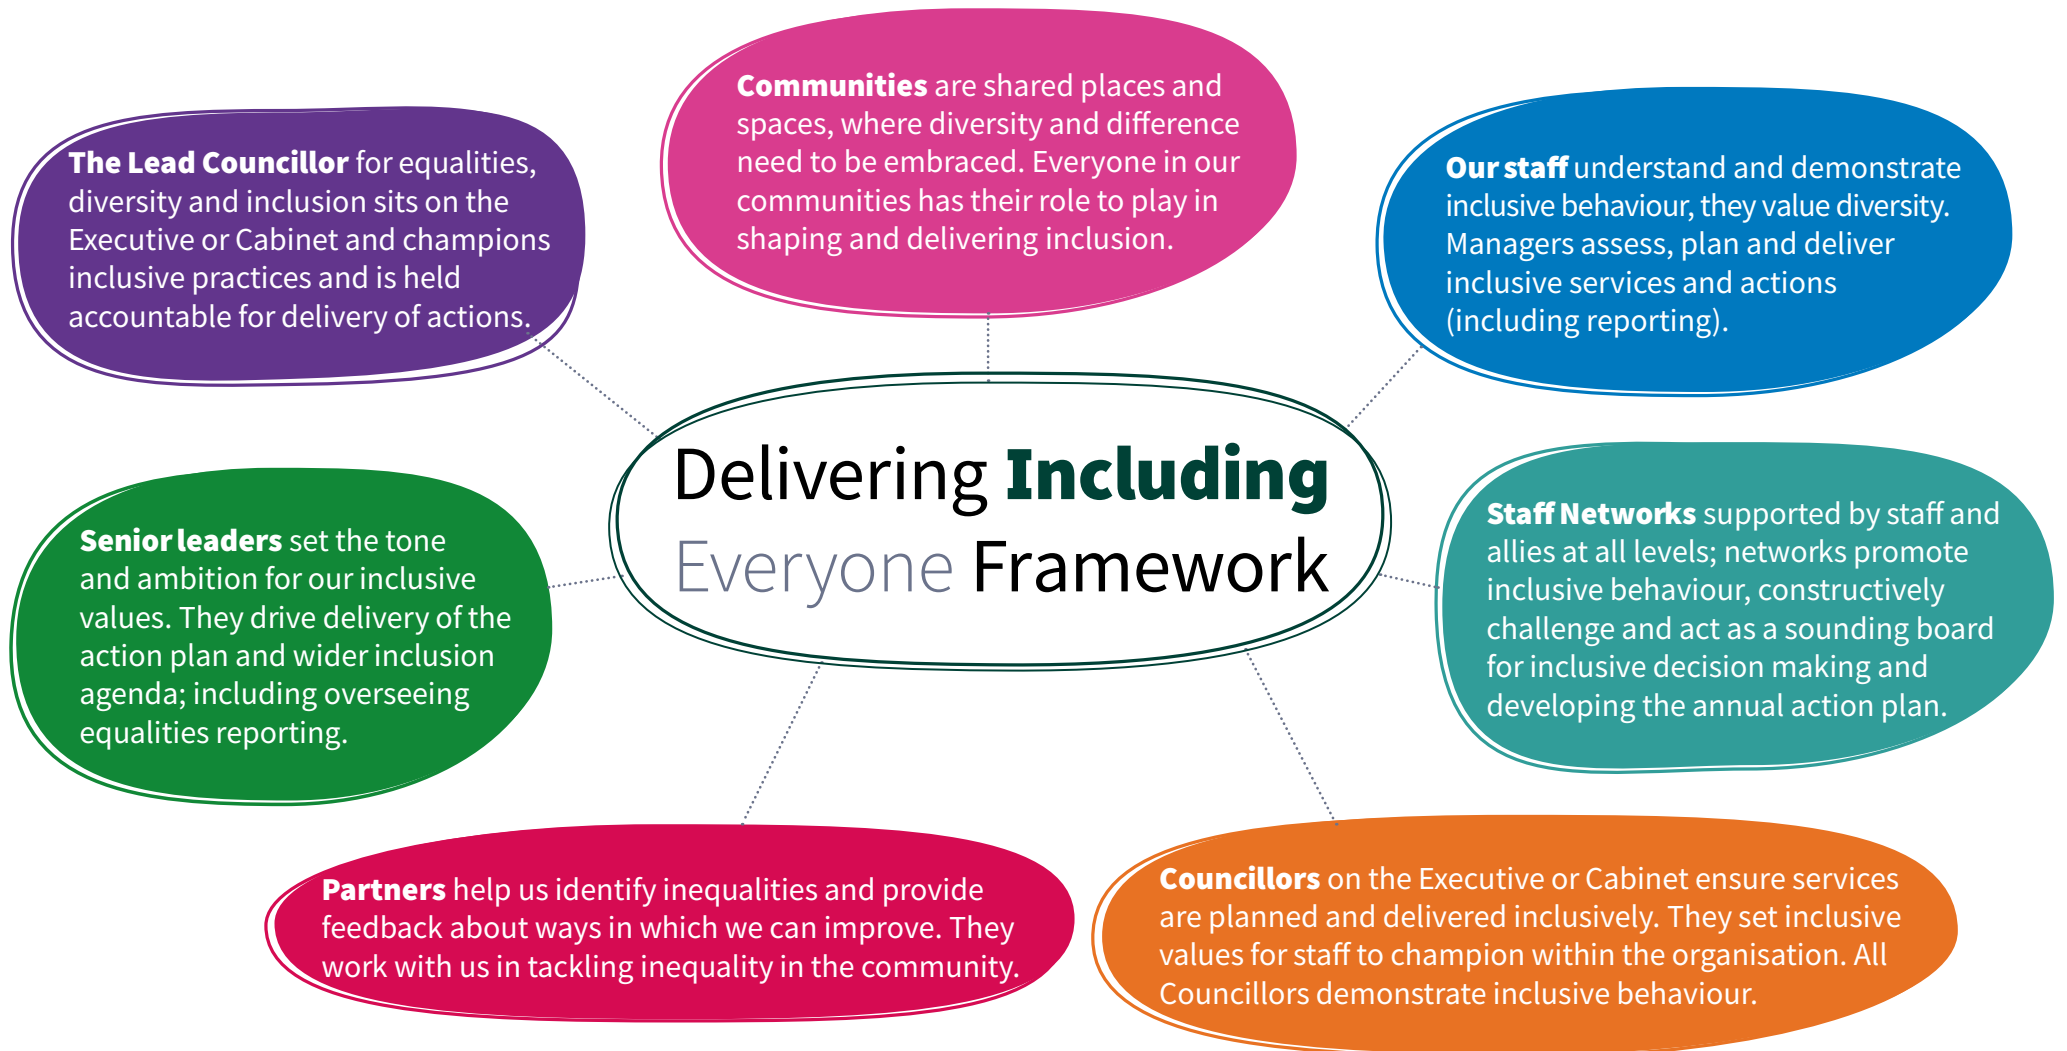 Communities are shared places and
spaces, where diversity and difference
need to be embraced. Everyone in our
communities has their role to play in
shaping and delivering inclusion.
The Lead Councillor for equalities,
diversity and inclusion sits on the
Executive or Cabinet and champions
inclusive practices and is held
accountable for delivery of actions.
Our staff understand and demonstrate
inclusive behaviour, they value diversity.
Managers assess, plan and deliver
inclusive services and actions
(including reporting).
Delivering Including
Everyone Framework
Senior leaders set the tone
and ambition for our inclusive
values. They drive delivery of the
action plan and wider inclusion
agenda; including overseeing
equalities reporting.
Staff Networks supported by staff and
allies at all levels; networks promote
inclusive behaviour, constructively
challenge and act as a sounding board
for inclusive decision making and
developing the annual action plan.
Partners help us identify inequalities and provide
feedback about ways in which we can improve. They
work with us in tackling inequality in the community.
Councillors on the Executive or Cabinet ensure services
are planned and delivered inclusively. They set inclusive
values for staff to champion within the organisation. All
Councillors demonstrate inclusive behaviour.